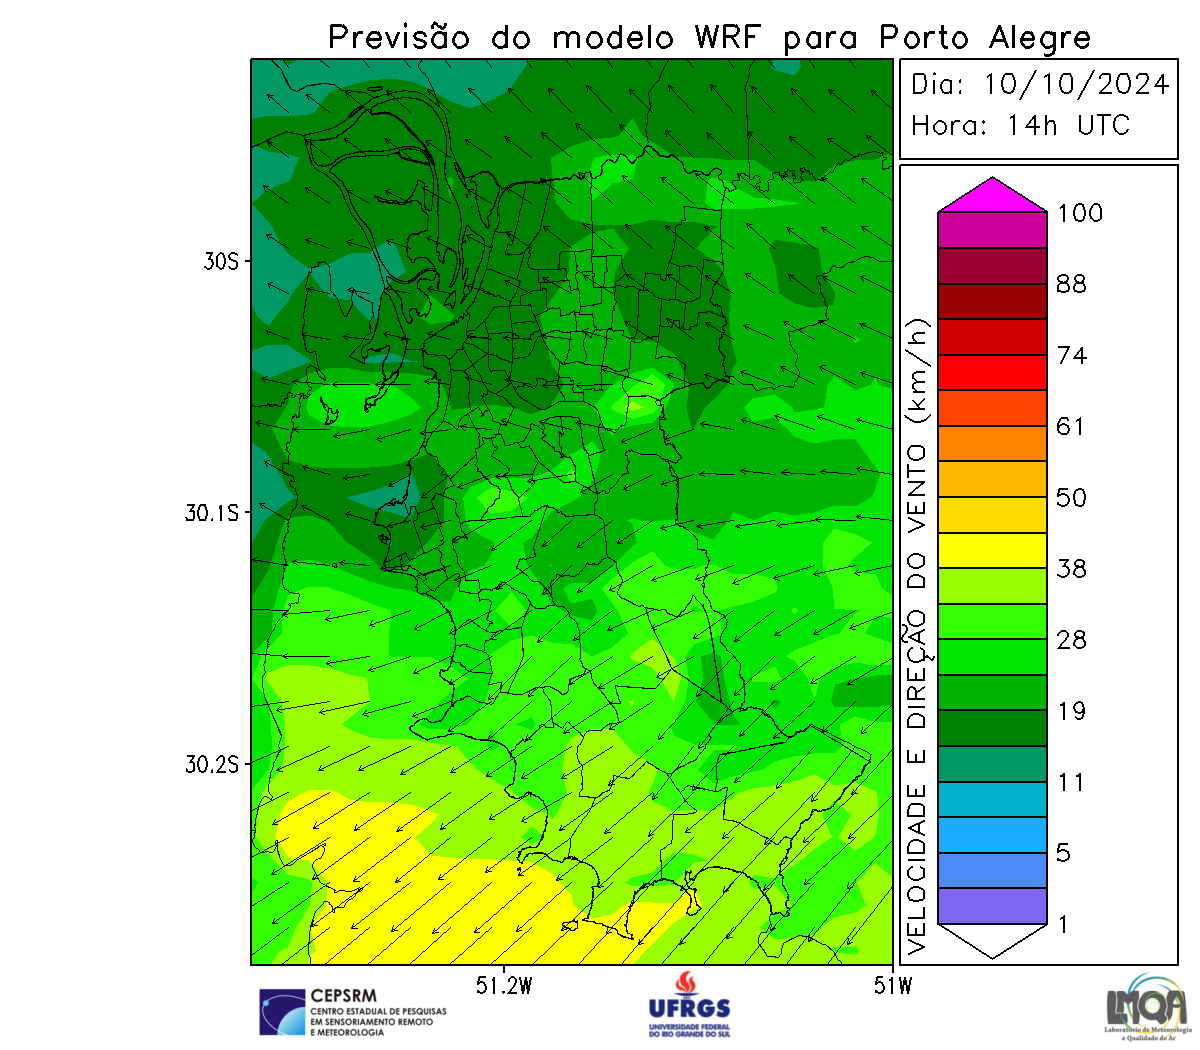 Previsão do modelo WRF para Porto Alegre
Dia: 10/10/2024
Hora: 14h UTC
30S
30.1S
30.2S
51.2W
51W
VELOCIDADE E DIREÇÃO DO VENTO (km/h)
100
88
74
61
50
38
28
19
11
5
1
CEPSRM
CENTRO ESTADUAL DE PESQUISAS
EM SENSORIAMENTO REMOTO
E METEOROLOGIA
UFRGS
UNIVERSIDADE FEDERAL
DO RIO GRANDE DO SUL
LMQA
Laboratório de Meteorologia
e Qualidade do Ar